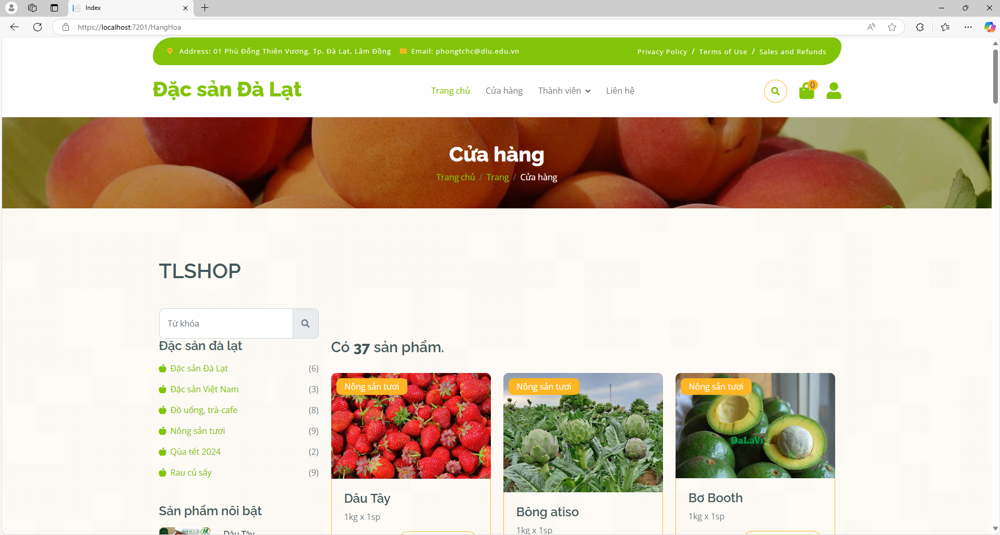 Index
https://localhost:7201/HangHoa
Address: 01 Phù Đổng Thiên Vương, Tp. Đà Lạt, Lâm Đồng Email: phongtchc@dlu.edu.vn Privacy Policy / Terms of Use / Sales and Refunds
Đặc sản Đà Lạt Trang chủ Cửa hàng Thành viên Liên hệ 0
Cửa hàng
Trang chủ / Trang / Cửa hàng
TLSHOP
Từ khóa
Đặc sản đà lạt
Đặc sản Đà Lạt (6)
Đặc sản Việt Nam (3)
Đồ uống, trà-cafe (8)
Nông sản tươi (9)
Qùa tết 2024 (2)
Rau củ sấy (9)
Sản phẩm nôi bật
Dâu Tây
Có 37 sản phẩm.
Nông sản tươi
Dâu Tây
1kg x 1sp
Nông sản tươi
Bông atiso
1kg x 1sp
Nông sản tươi
ĐaLaVi
Bơ Booth
1kg x 1sp